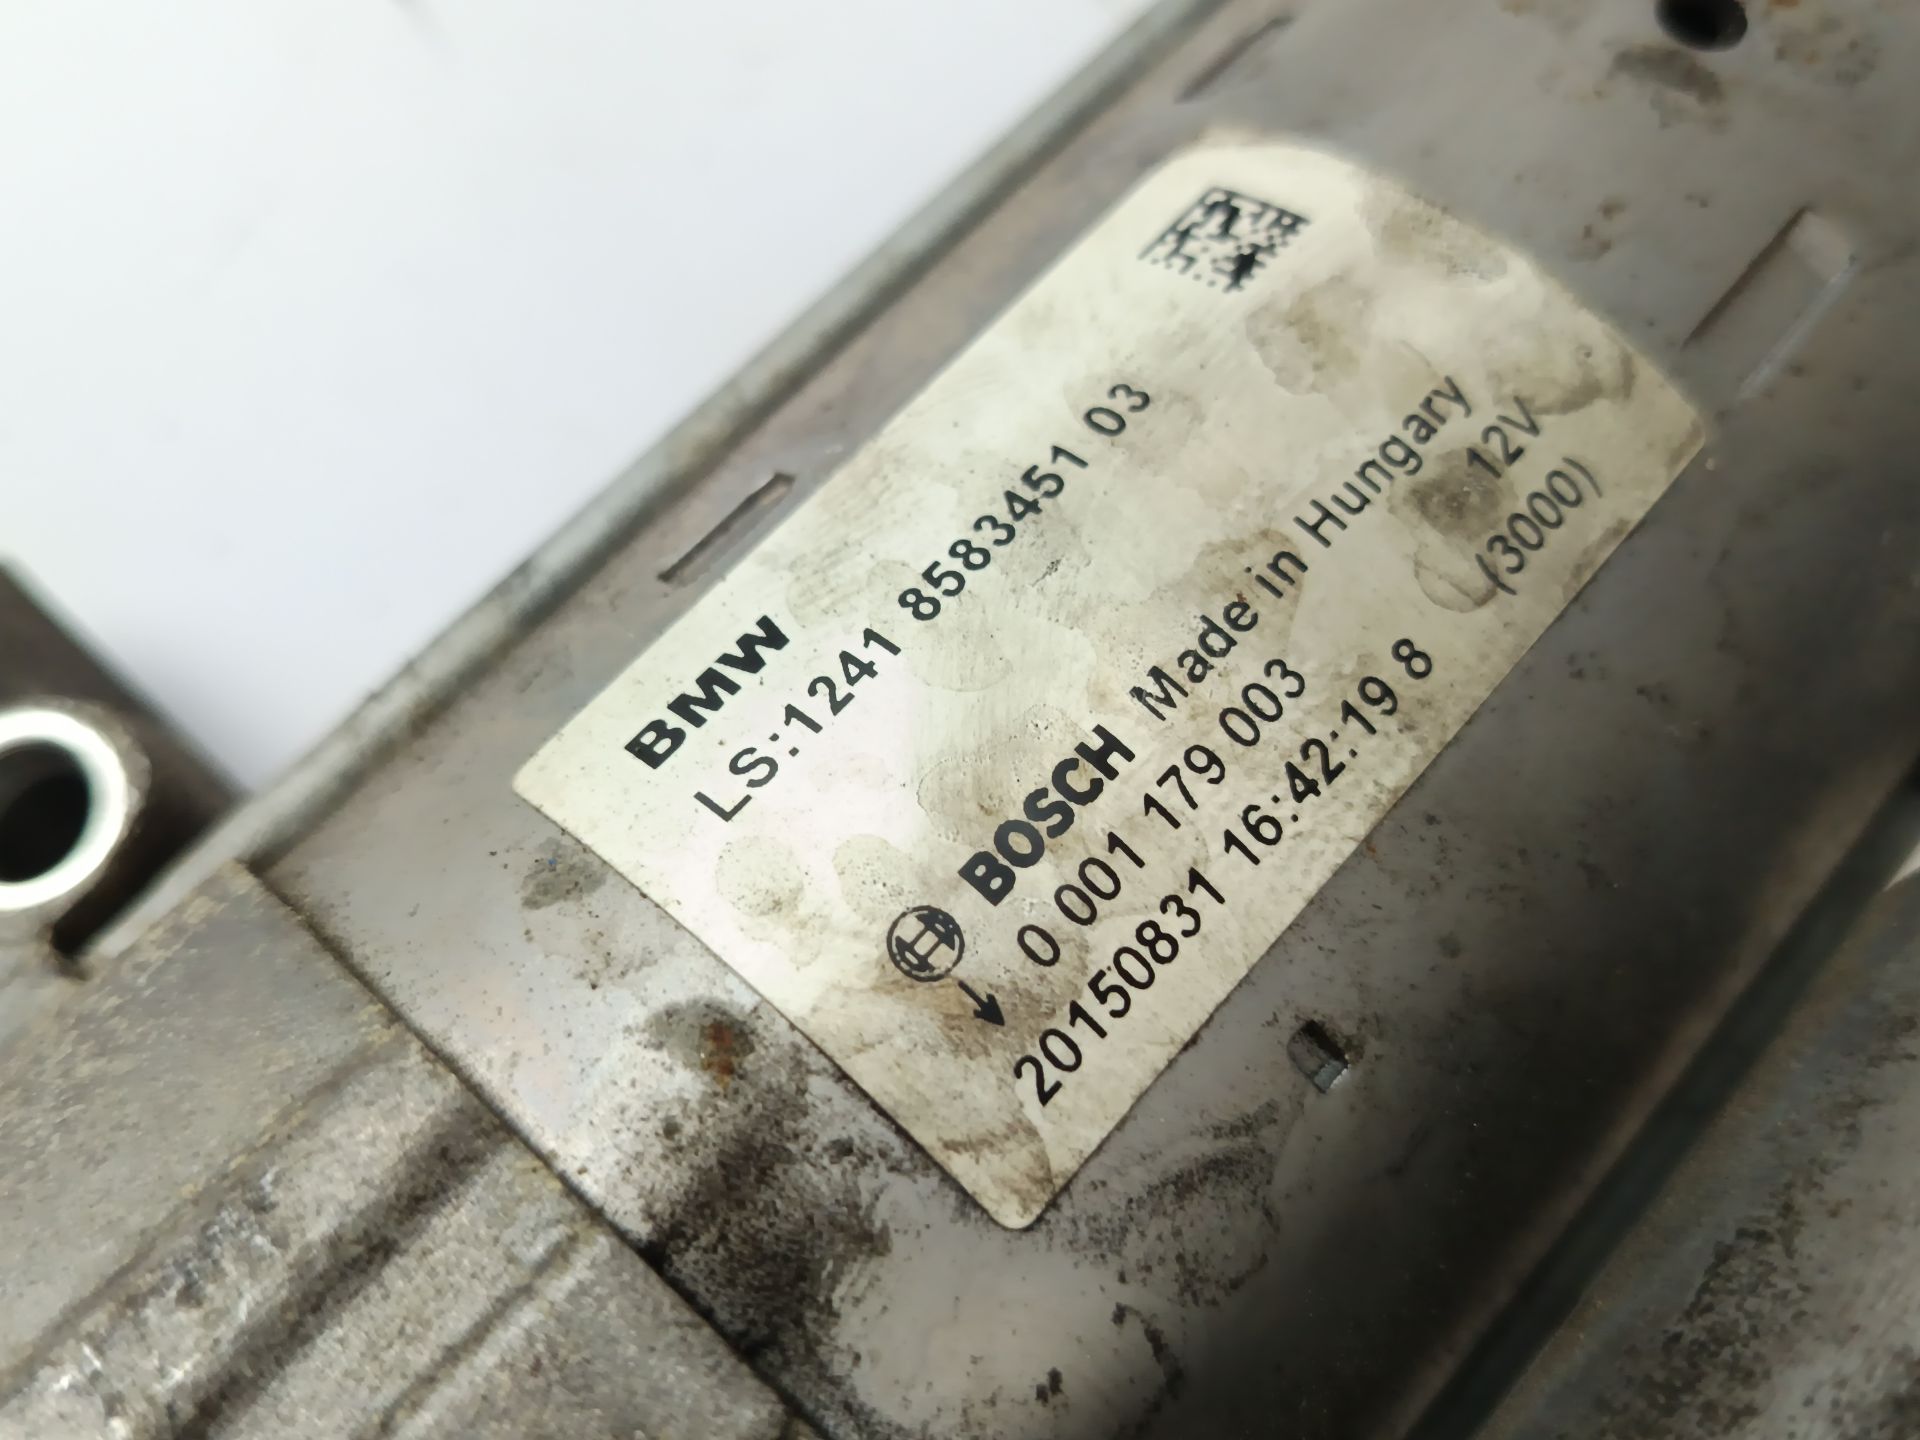 BMW
LS:1241 8583451 03
BOSCH Made in Hungary
0 001 179 003 12V
20150831 16:42:19 8 (3000)